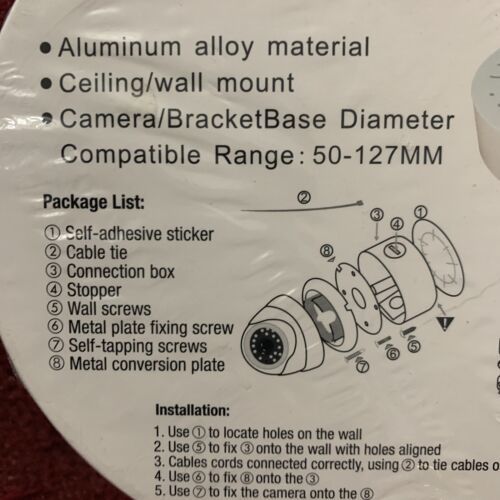 • Aluminum alloy material
• Ceiling/wall mount
• Camera/BracketBase Diameter
Compatible Range: 50-127MM
Package List:
① Self-adhesive sticker
② Cable tie
③ Connection box
④ Stopper
⑤ Wall screws
⑥ Metal plate fixing screw
⑦ Self-tapping screws
⑧ Metal conversion plate
② ③ ④ ① ⑧ ⑦ ⑥ ⑤
Installation:
1. Use ① to locate holes on the wall
2. Use ⑤ to fix ③ onto the wall with holes aligned
3. Cables cords connected correctly, using ② to tie cables o
4. Use ⑥ to fix ⑧ onto the ③
5. Use ⑦ to fix the camera onto the ⑧